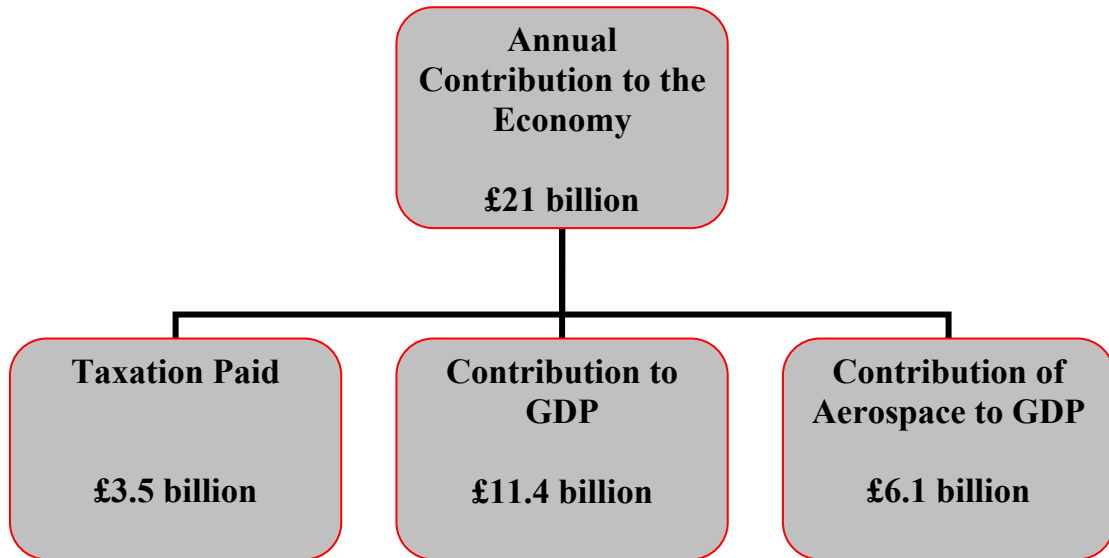 Annual
Contribution to the
Economy
£21 billion
Taxation Paid
£3.5 billion
Contribution to
GDP
£11.4 billion
Contribution of
Aerospace to GDP
£6.1 billion